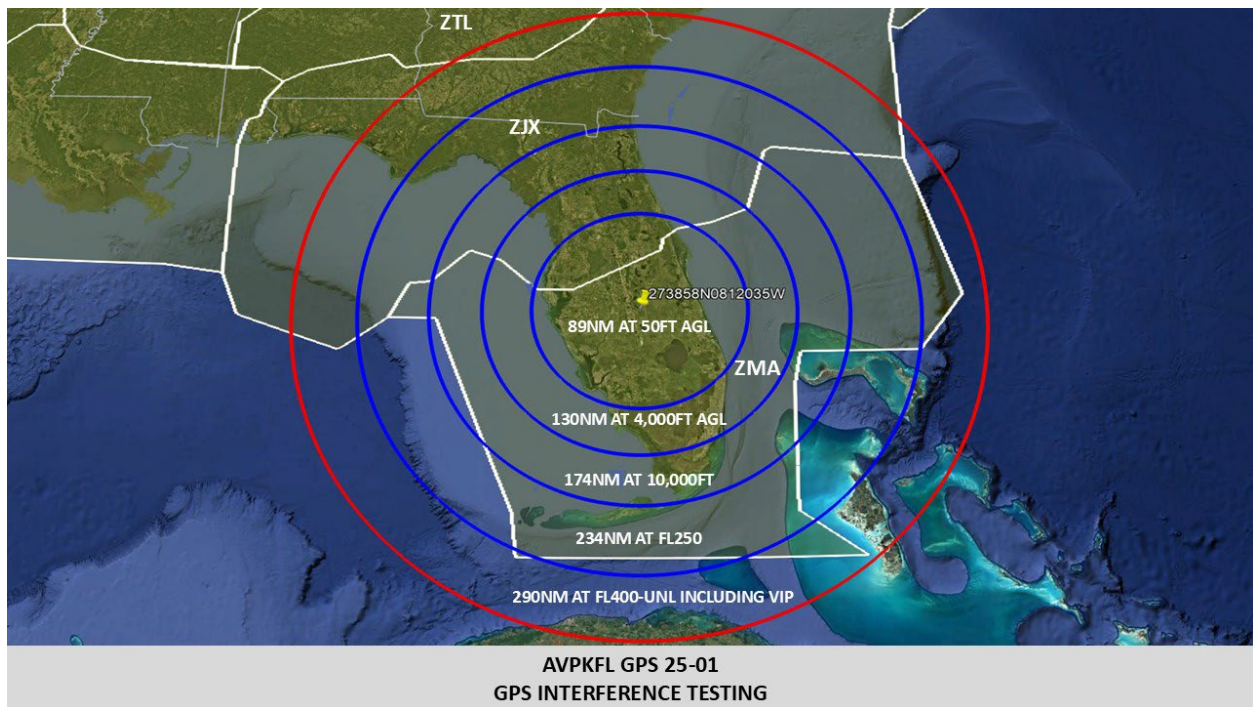 ZTL
ZJX
273858N0812035W
89NM AT 50FT AGL
ZMA
130NM AT 4,000FT AGL
174NM AT 10,000FT
234NM AT FL250
290NM AT FL400-UNL INCLUDING VIP
AVPKFL GPS 25-01
GPS INTERFERENCE TESTING